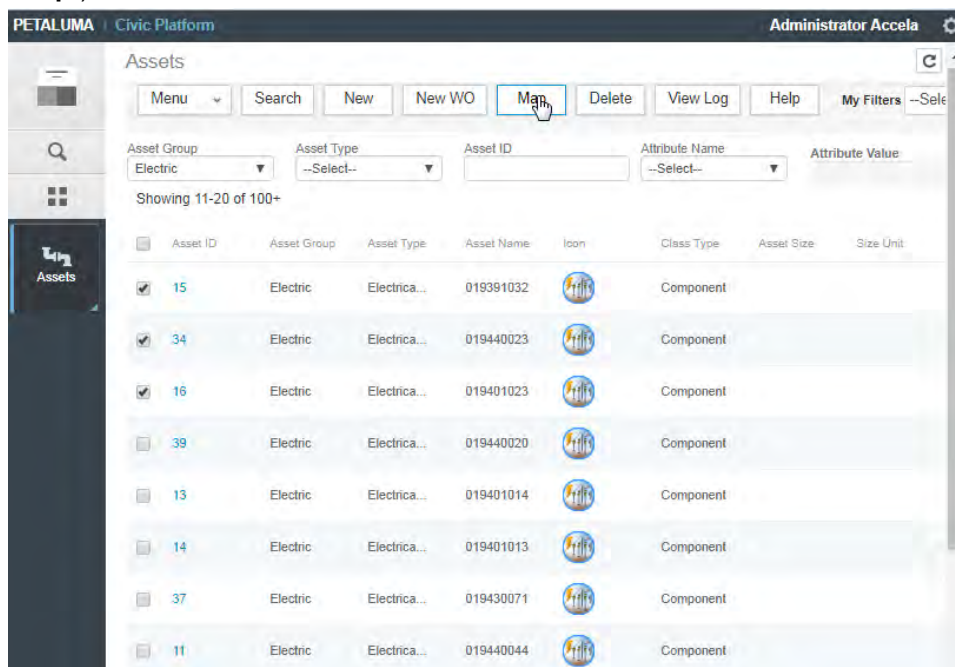 PETALUMA Civic Platform Administrator Accela
Assets
Menu Search New New WO Map Delete View Log Help My Filters --Sele
Asset Group Asset Type Asset ID Attribute Name Attribute Value
Electric --Select-- --Select--
Showing 11-20 of 100+
Asset ID Asset Group Asset Type Asset Name Icon Class Type Asset Size Size Unit
Assets
15 Electric Electrica... 019391032 Component
34 Electric Electrica... 019440023 Component
16 Electric Electrica... 019401023 Component
39 Electric Electrica... 019440020 Component
13 Electric Electrica... 019401014 Component
14 Electric Electrica... 019401013 Component
37 Electric Electrica... 019430071 Component
11 Electric Electrica... 019440044 Component